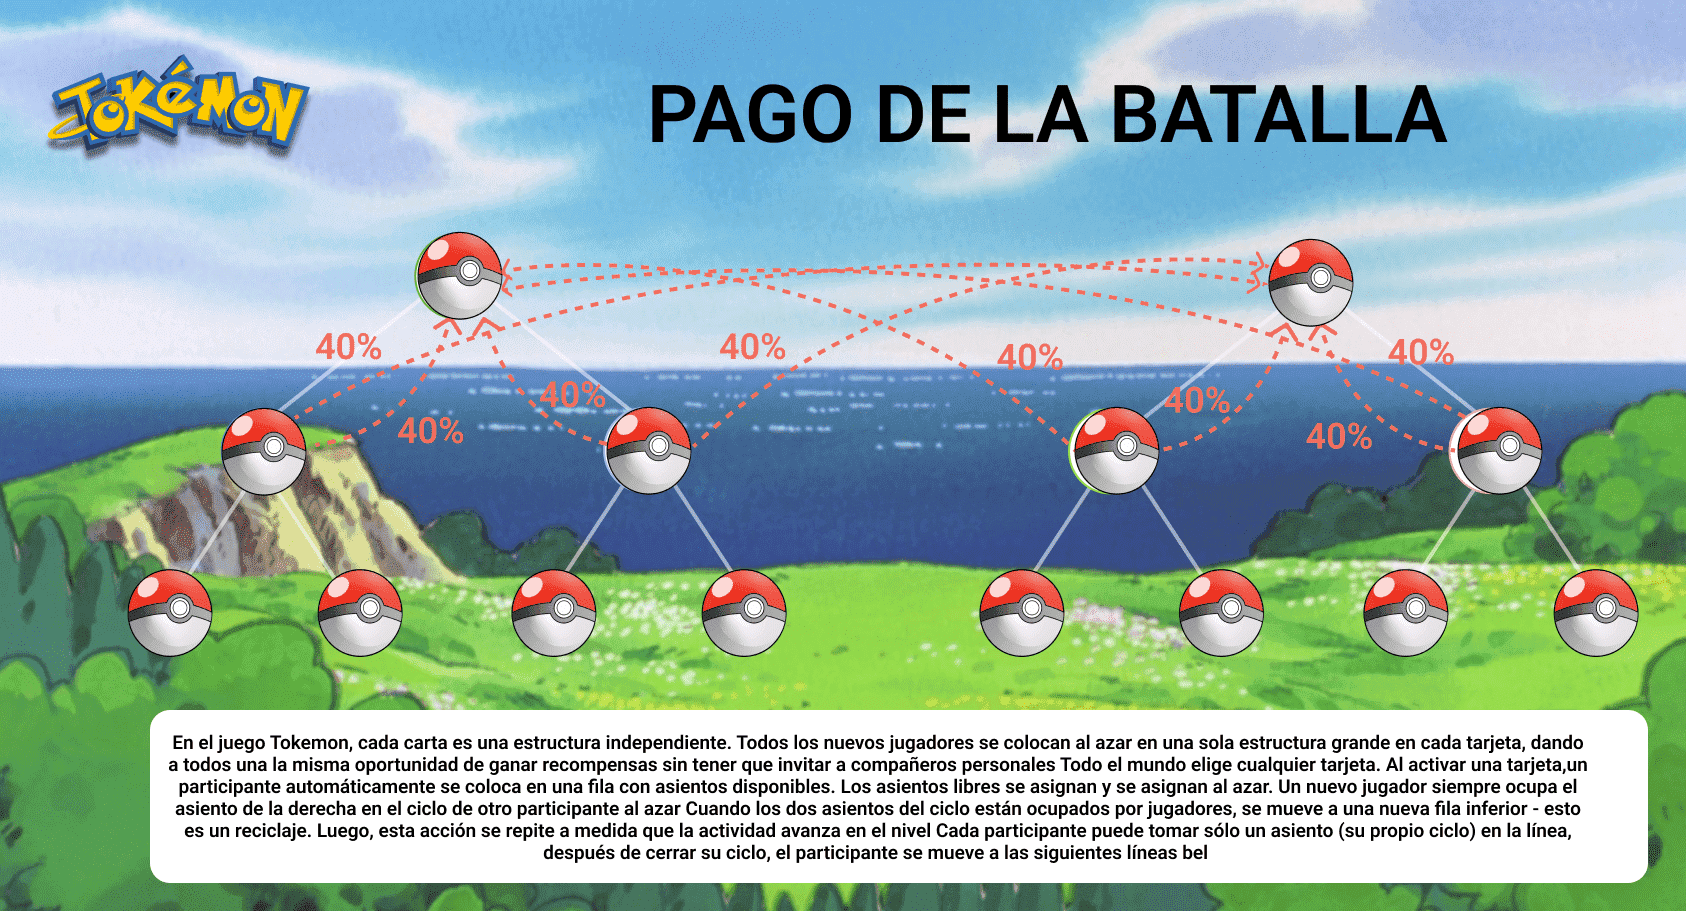 TOKéMON
PAGO DE LA BATALLA
40%
40%
40%
40%
40%
40%
40%
40%
En el juego Tokemon, cada carta es una estructura independiente. Todos los nuevos jugadores se colocan al azar en una sola estructura grande en cada tarjeta, dando
a todos una la misma oportunidad de ganar recompensas sin tener que invitar a compañeros personales Todo el mundo elige cualquier tarjeta. Al activar una tarjeta,un
participante automáticamente se coloca en una fila con asientos disponibles. Los asientos libres se asignan y se asignan al azar. Un nuevo jugador siempre ocupa el
asiento de la derecha en el ciclo de otro participante al azar Cuando los dos asientos del ciclo están ocupados por jugadores, se mueve a una nueva fila inferior - esto
es un reciclaje. Luego, esta acción se repite a medida que la actividad avanza en el nivel Cada participante puede tomar sólo un asiento (su propio ciclo) en la línea,
después de cerrar su ciclo, el participante se mueve a las siguientes líneas bel